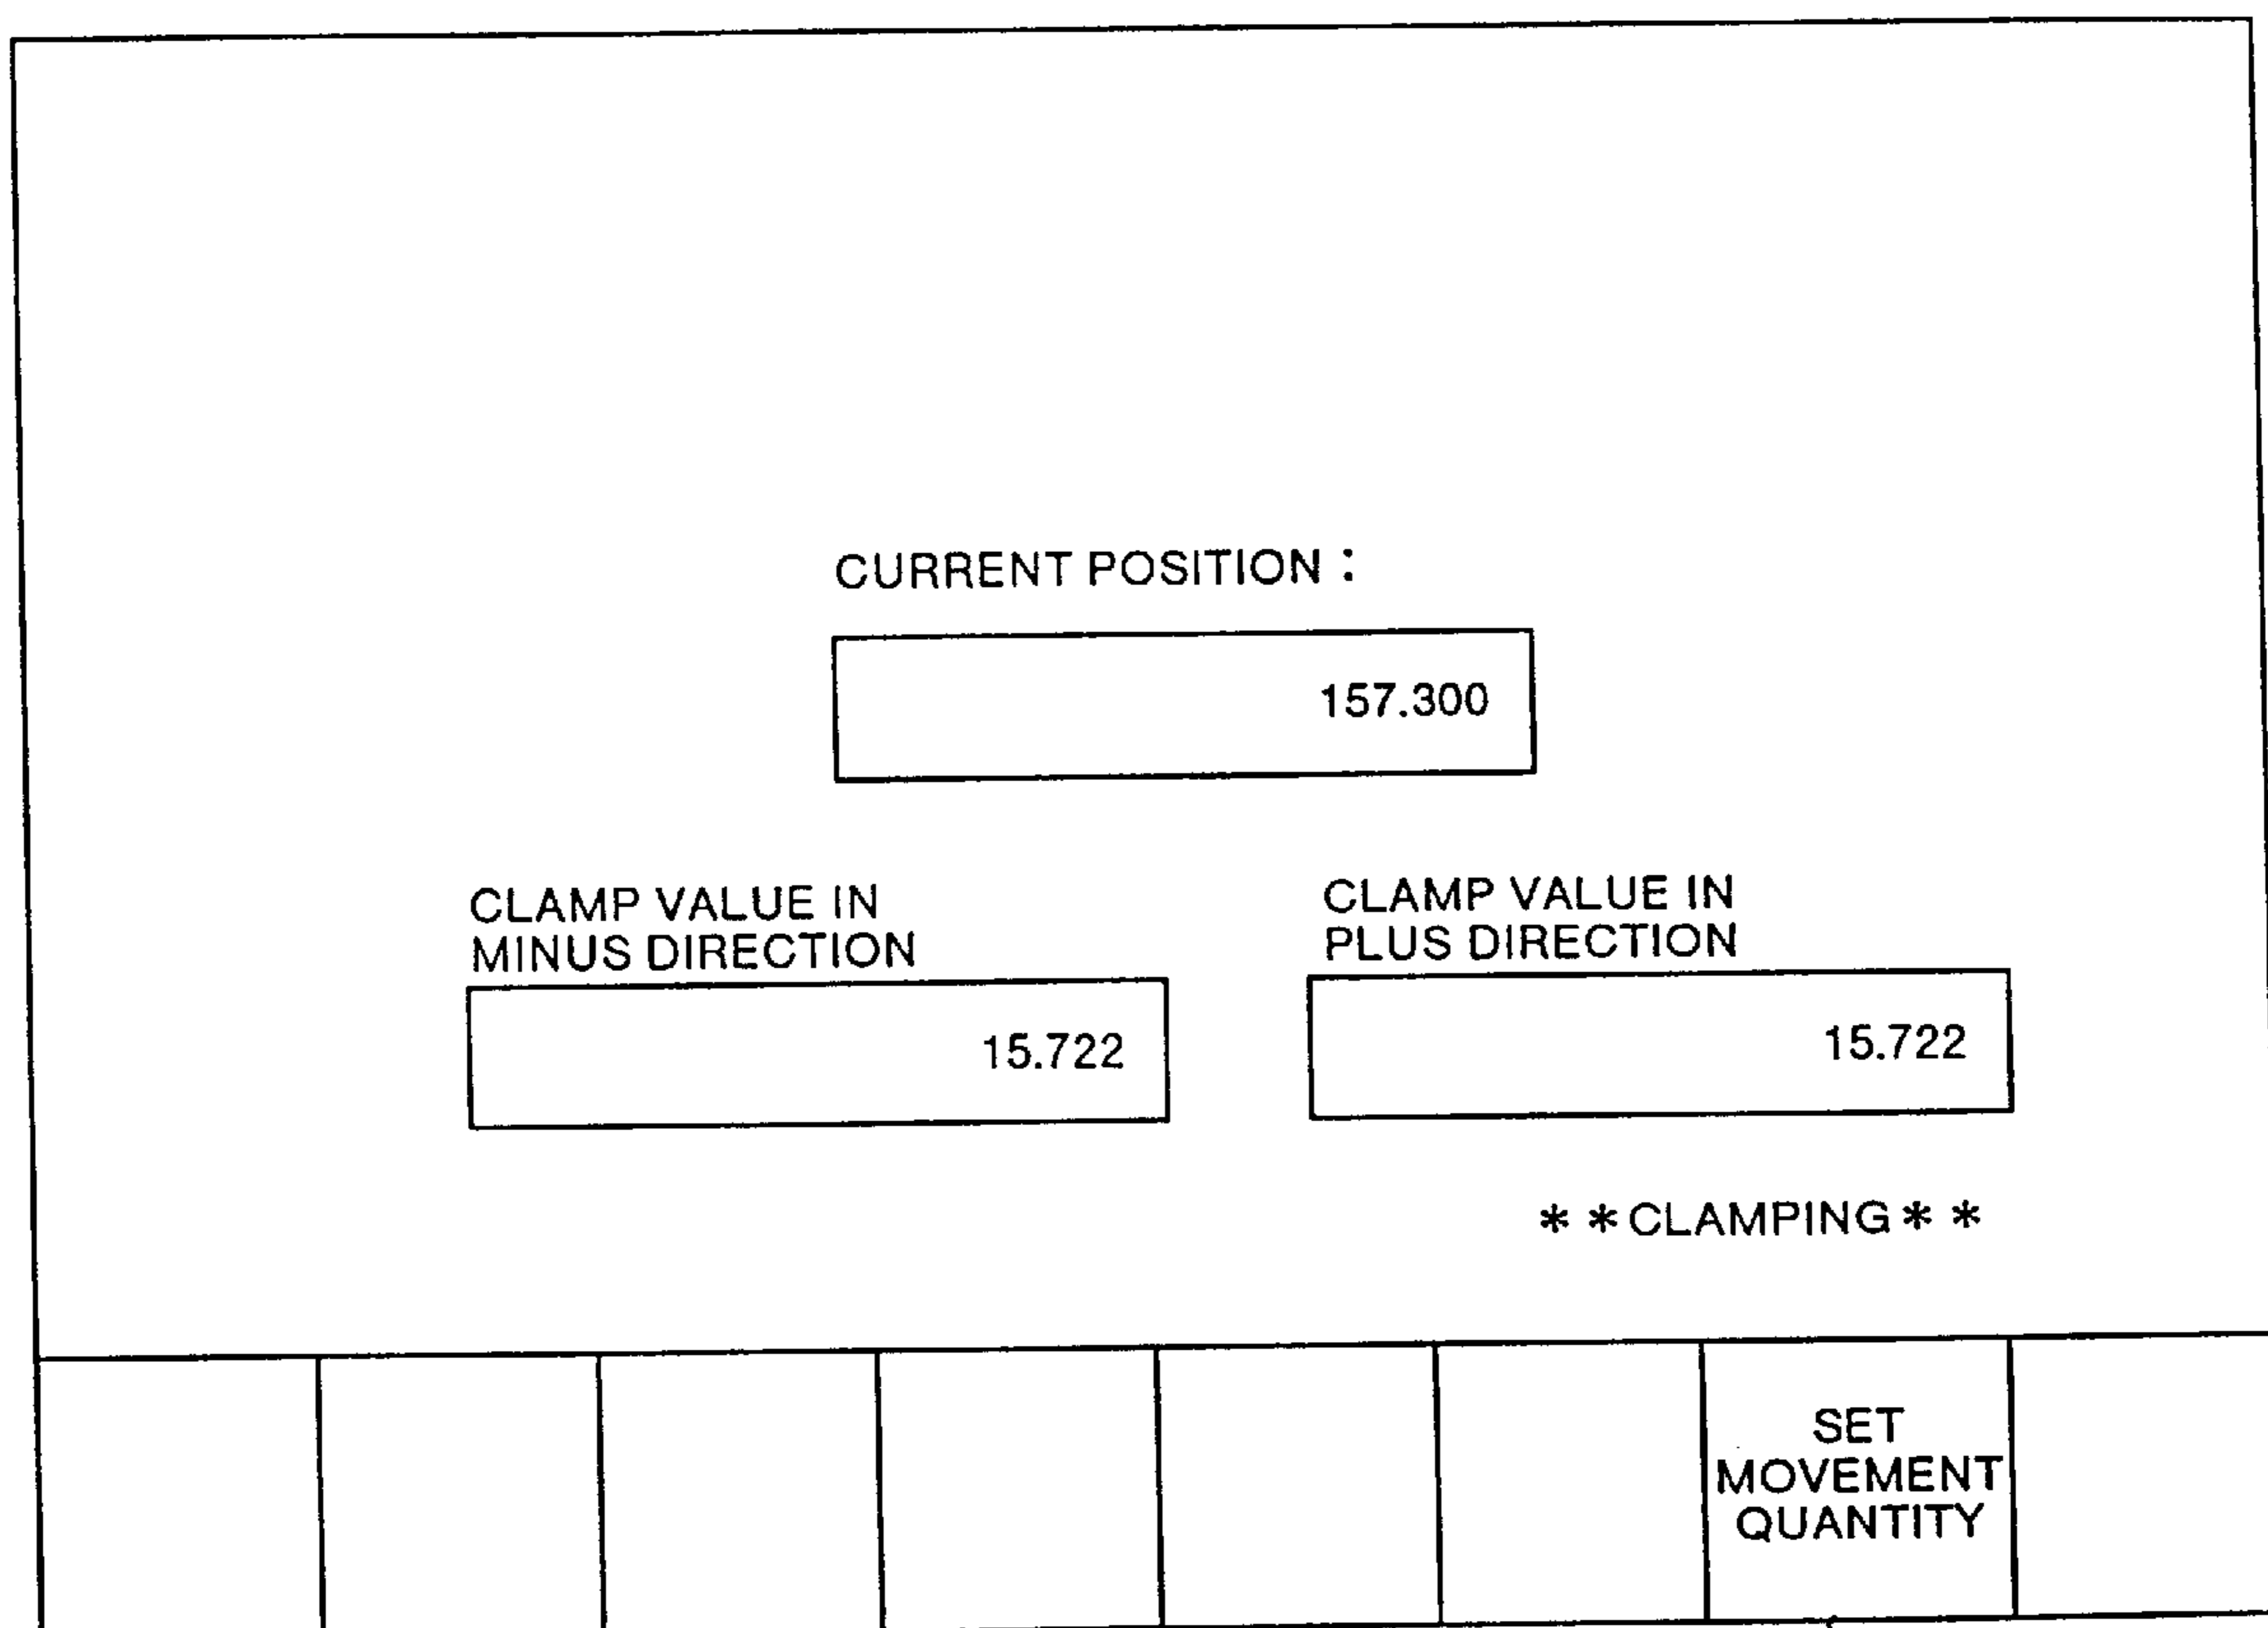 CURRENT POSITION :
157.300
CLAMP VALUE IN
MINUS DIRECTION
15.722
CLAMP VALUE IN
PLUS DIRECTION
15.722
* * CLAMPING * *
SET
MOVEMENT
QUANTITY